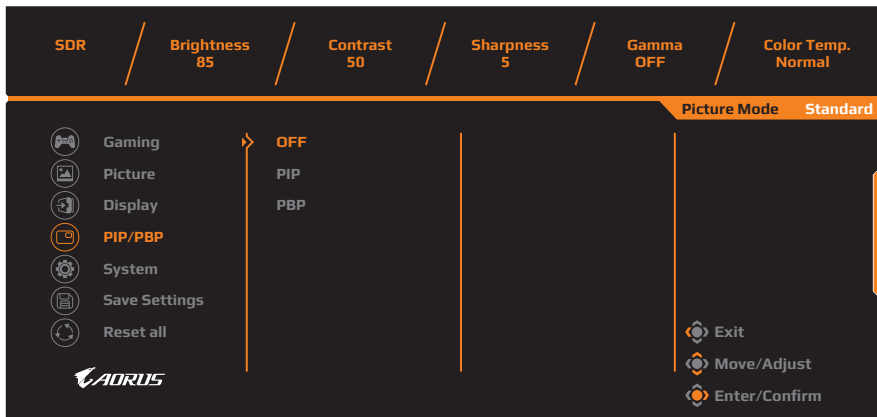 SDR Brightness Contrast Sharpness Gamma Color Temp.
85 50 5 OFF Normal
Picture Mode Standard
Gaming OFF
Picture PIP
Display PBP
PIP/PBP
System
Save Settings
Reset all Exit
Move/Adjust
AORUS
Enter/Confirm